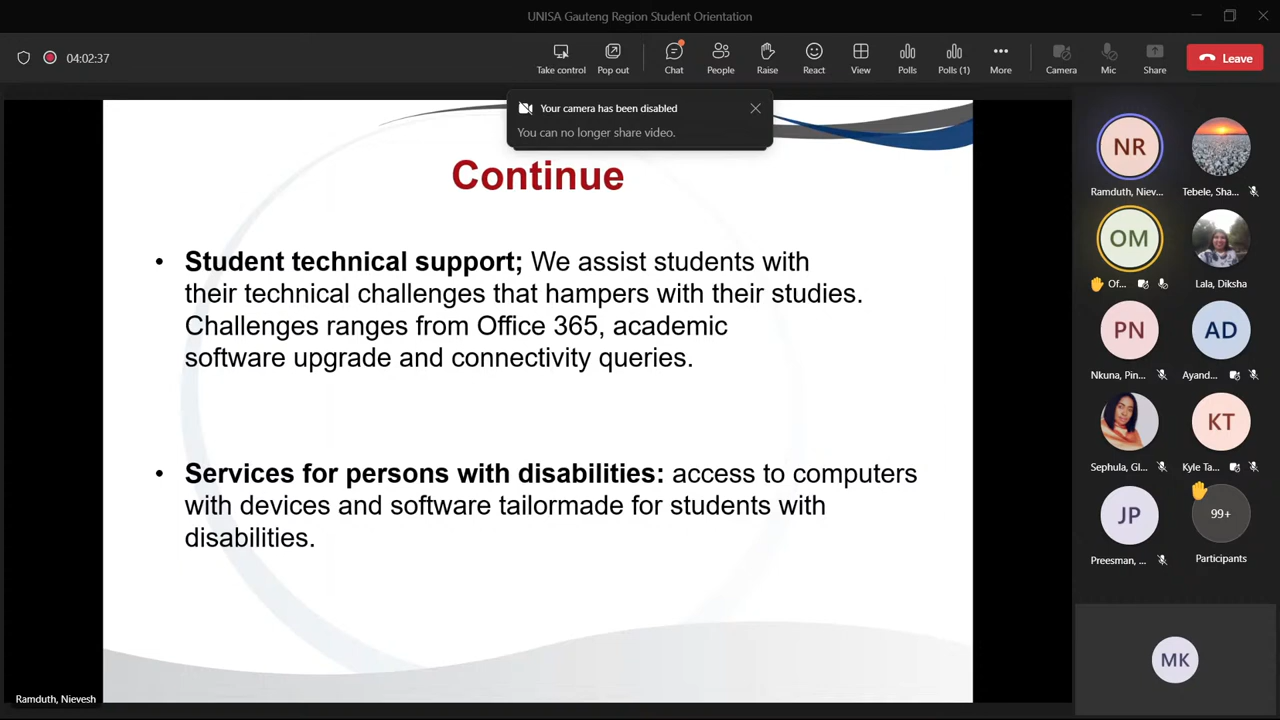 UNISA Gauteng Region Student Orientation
04:02:37
Take control
Pop out
Chat
People
Raise
React
View
Polls
Polls (1)
More
Camera
Mic
Share
Leave
Your camera has been disabled
You can no longer share video.
Continue
• Student technical support; We assist students with
their technical challenges that hampers with their studies.
Challenges ranges from Office 365, academic
software upgrade and connectivity queries.
• Services for persons with disabilities: access to computers
with devices and software tailormade for students with
disabilities.
Ramduth, Nievesh
NR
Ramduth, Niev...
Tebele, Sha...
OM
Of...
Lala, Diksha
PN
Nkuna, Pin...
AD
Ayand...
Sephula, Gl...
KT
Kyle Ta...
JP
Preesman, ...
99+
Participants
MK